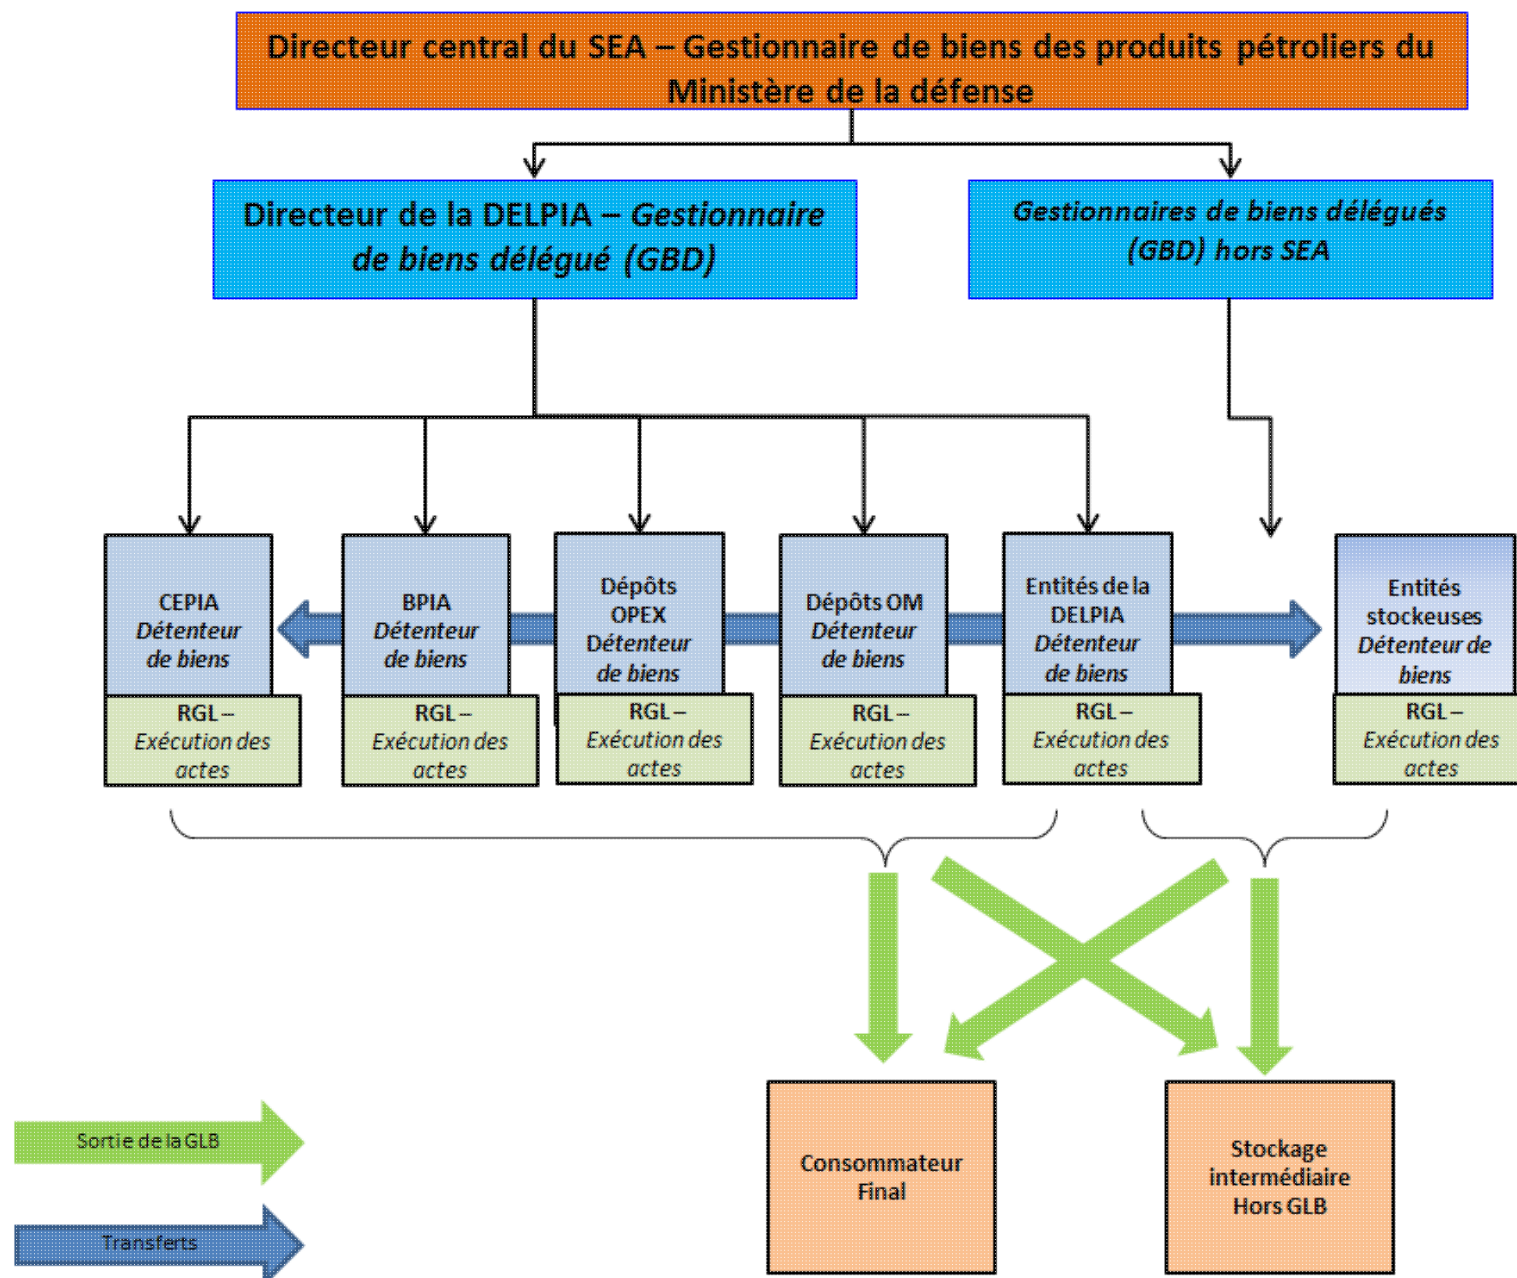 Directeur central du SEA – Gestionnaire de biens des produits pétroliers du
Ministère de la défense
Directeur de la DELPIA – Gestionnaire
de biens délégué (GBD)
Gestionnaires de biens délégués
(GBD) hors SEA
CEPIA
Détenteur
de biens
RGL –
Exécution des
actes
BPIA
Détenteur
de biens
RGL –
Exécution des
actes
Dépôts
OPEX
Détenteur
de biens
RGL –
Exécution des
actes
Dépôts OM
Détenteur
de biens
RGL –
Exécution des
actes
Entités de la
DELPIA
Détenteur
de biens
RGL –
Exécution des
actes
Entités
stockeuses
Détenteur de
biens
RGL –
Exécution des
actes
Sortie de la GLB
Transferts
Consommateur
Final
Stockage
intermédiaire
Hors GLB